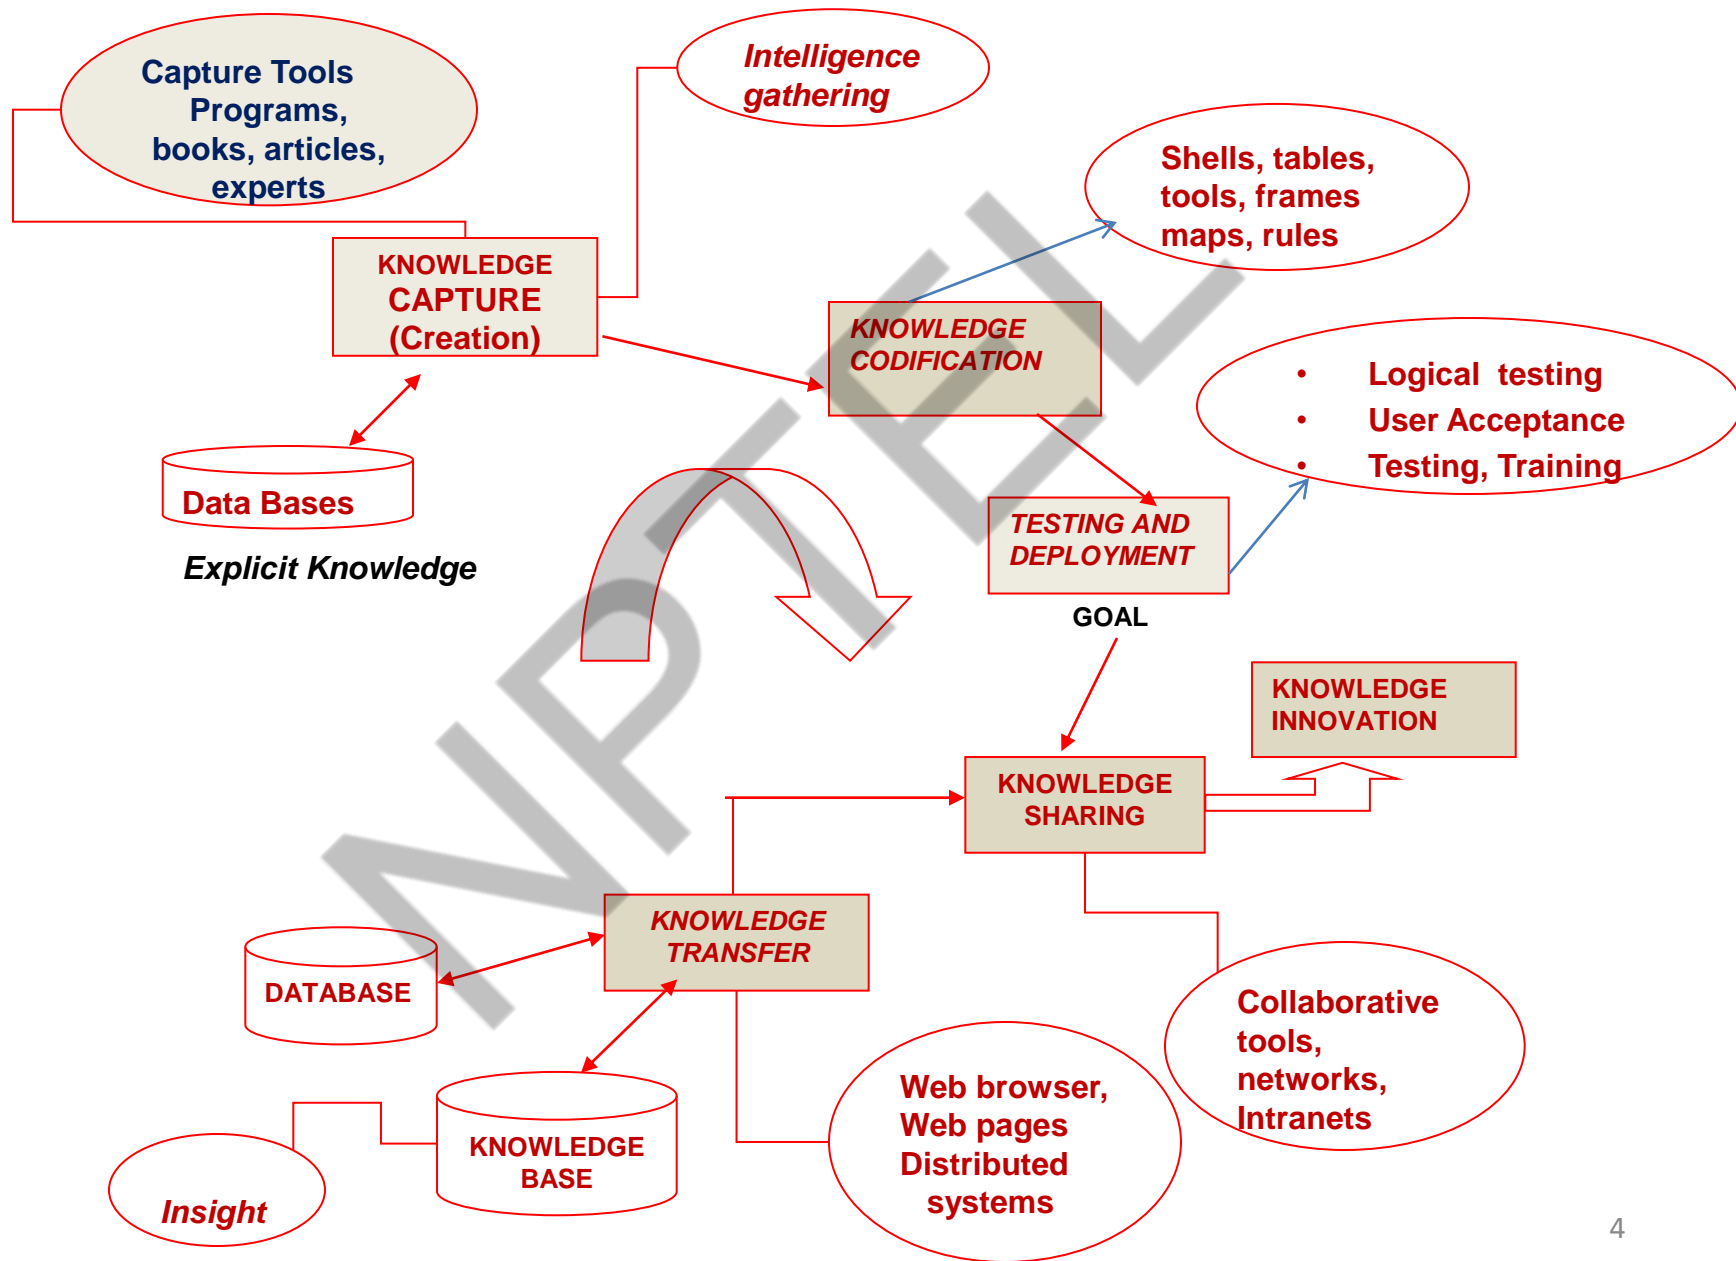 Capture Tools
Programs,
books, articles,
experts
Intelligence
gathering
Shells, tables,
tools, frames
maps, rules
KNOWLEDGE
CAPTURE
(Creation)
KNOWLEDGE
CODIFICATION
• Logical testing
• User Acceptance
• Testing, Training
Data Bases
Explicit Knowledge
TESTING AND
DEPLOYMENT
GOAL
KNOWLEDGE
INNOVATION
KNOWLEDGE
SHARING
KNOWLEDGE
TRANSFER
DATABASE
Collaborative
tools,
networks,
Intranets
Web browser,
Web pages
Distributed
systems
KNOWLEDGE
BASE
Insight
NPTEL
4